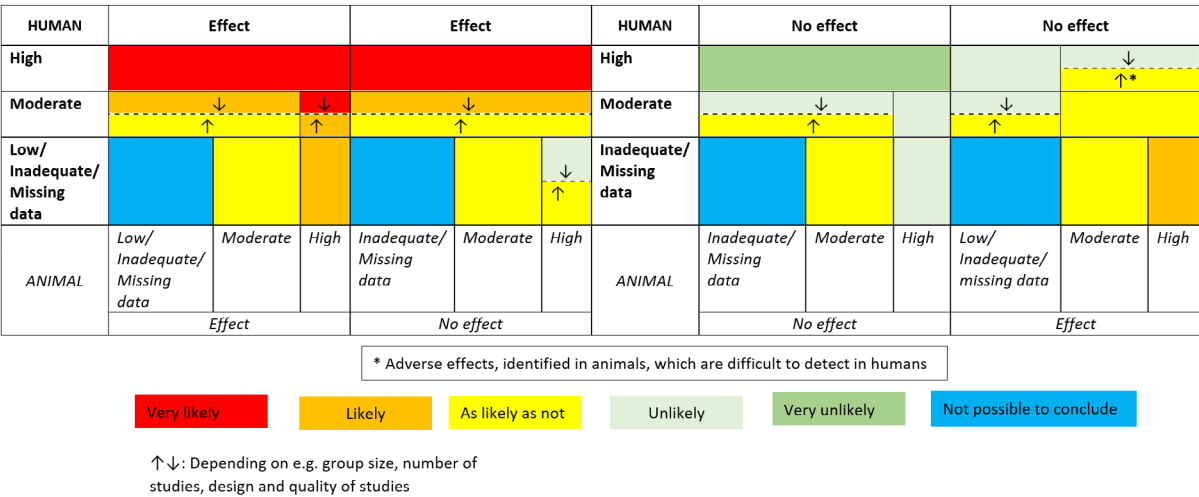 HUMAN Effect Effect HUMAN No effect No effect
High High
↓
↑*
Moderate ↓ ↓ ↓ Moderate ↓ ↓
↑ ↑ ↑ ↑ ↑
Low/
Inadequate/
Missing
data
↓
↑
Inadequate/
Missing
data
ANIMAL
Low/
Inadequate/
Missing
data
Moderate
High
Inadequate/
Missing
data
Moderate
High
ANIMAL
Inadequate/
Missing
data
Moderate
High
Low/
Inadequate/
missing data
Moderate
High
Effect No effect No effect Effect
* Adverse effects, identified in animals, which are difficult to detect in humans
Very likely Likely As likely as not Unlikely Very unlikely Not possible to conclude
↑↓: Depending on e.g. group size, number of
studies, design and quality of studies